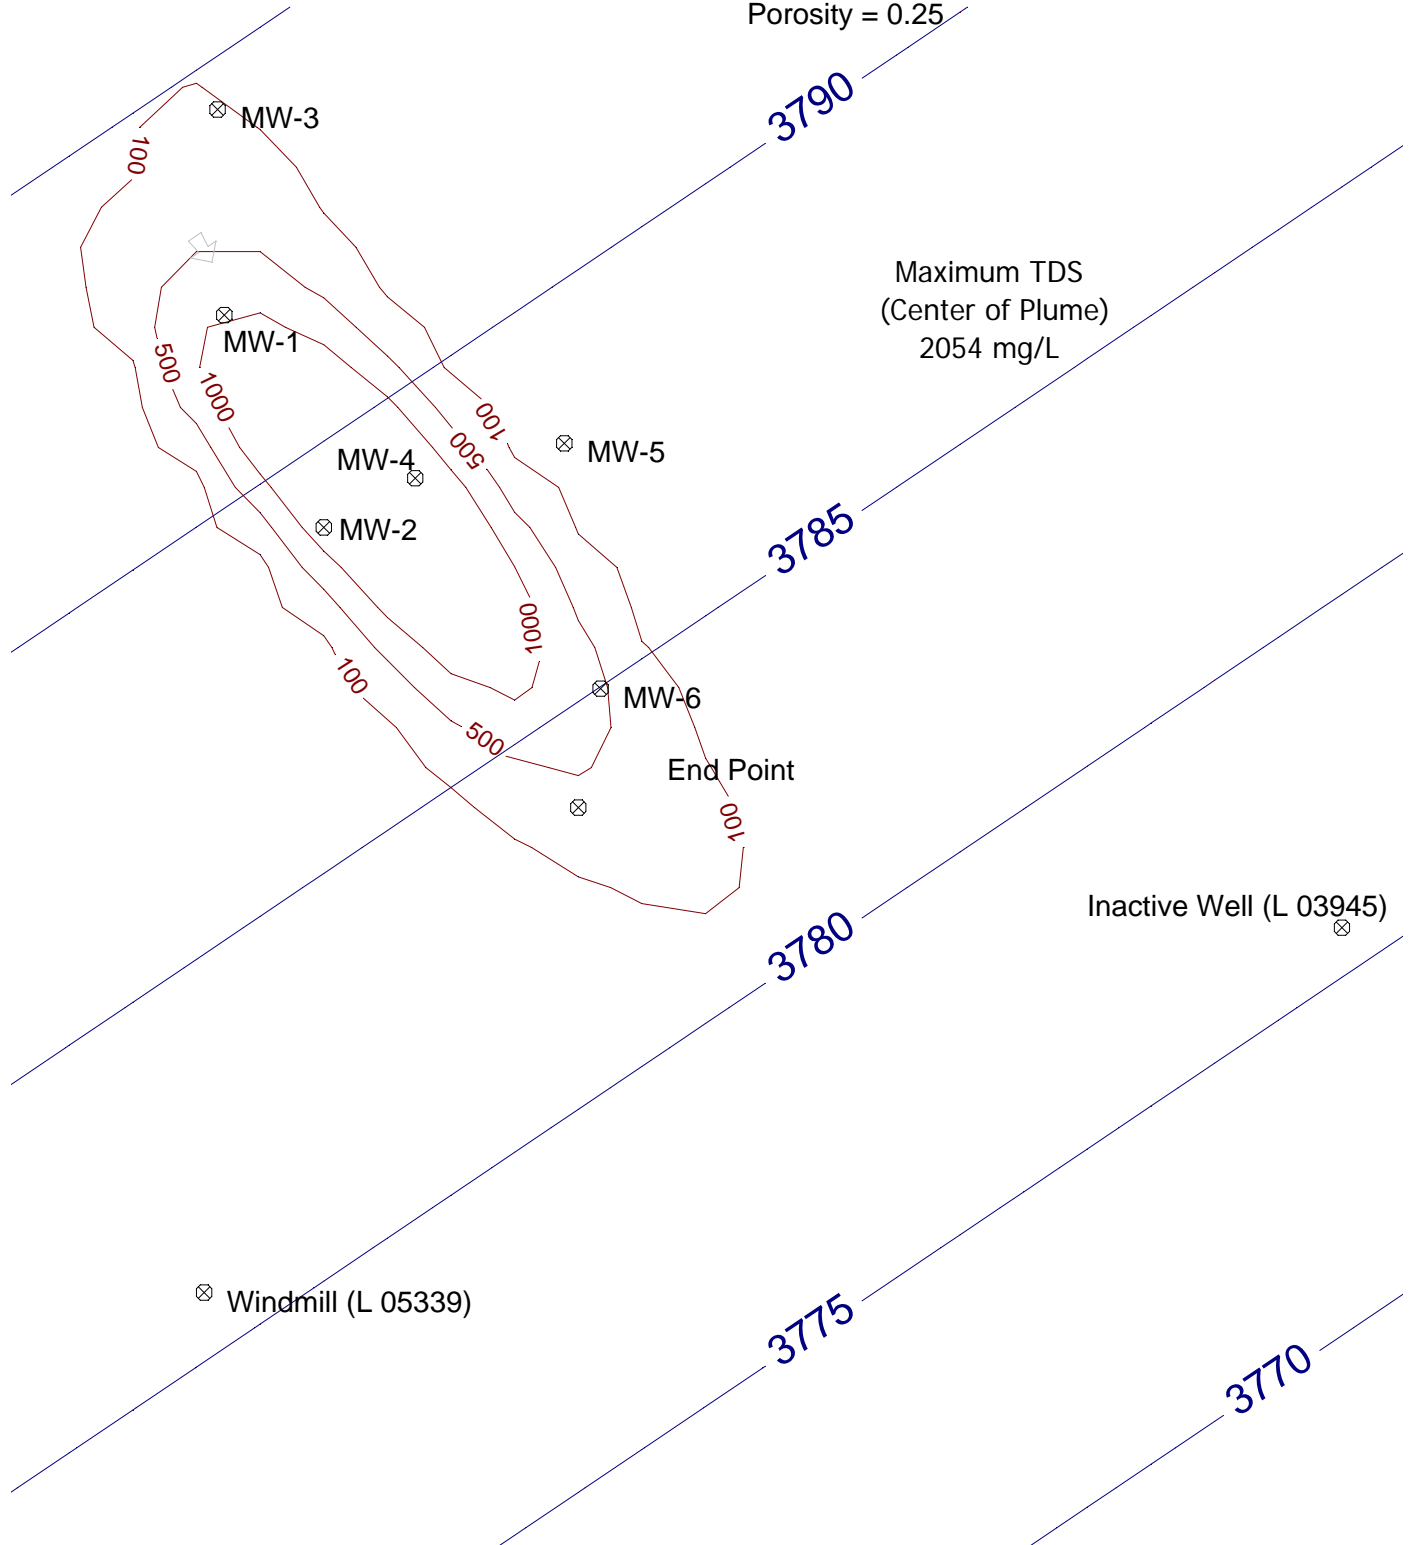 Porosity = 0.25
3790
MW-3
100
Maximum TDS
(Center of Plume)
2054 mg/L
MW-1
500
1000
100
500
MW-5
MW-4
MW-2
3785
1000
100
MW-6
500
End Point
100
Inactive Well (L 03945)
3780
Windmill (L 05339)
3775
3770